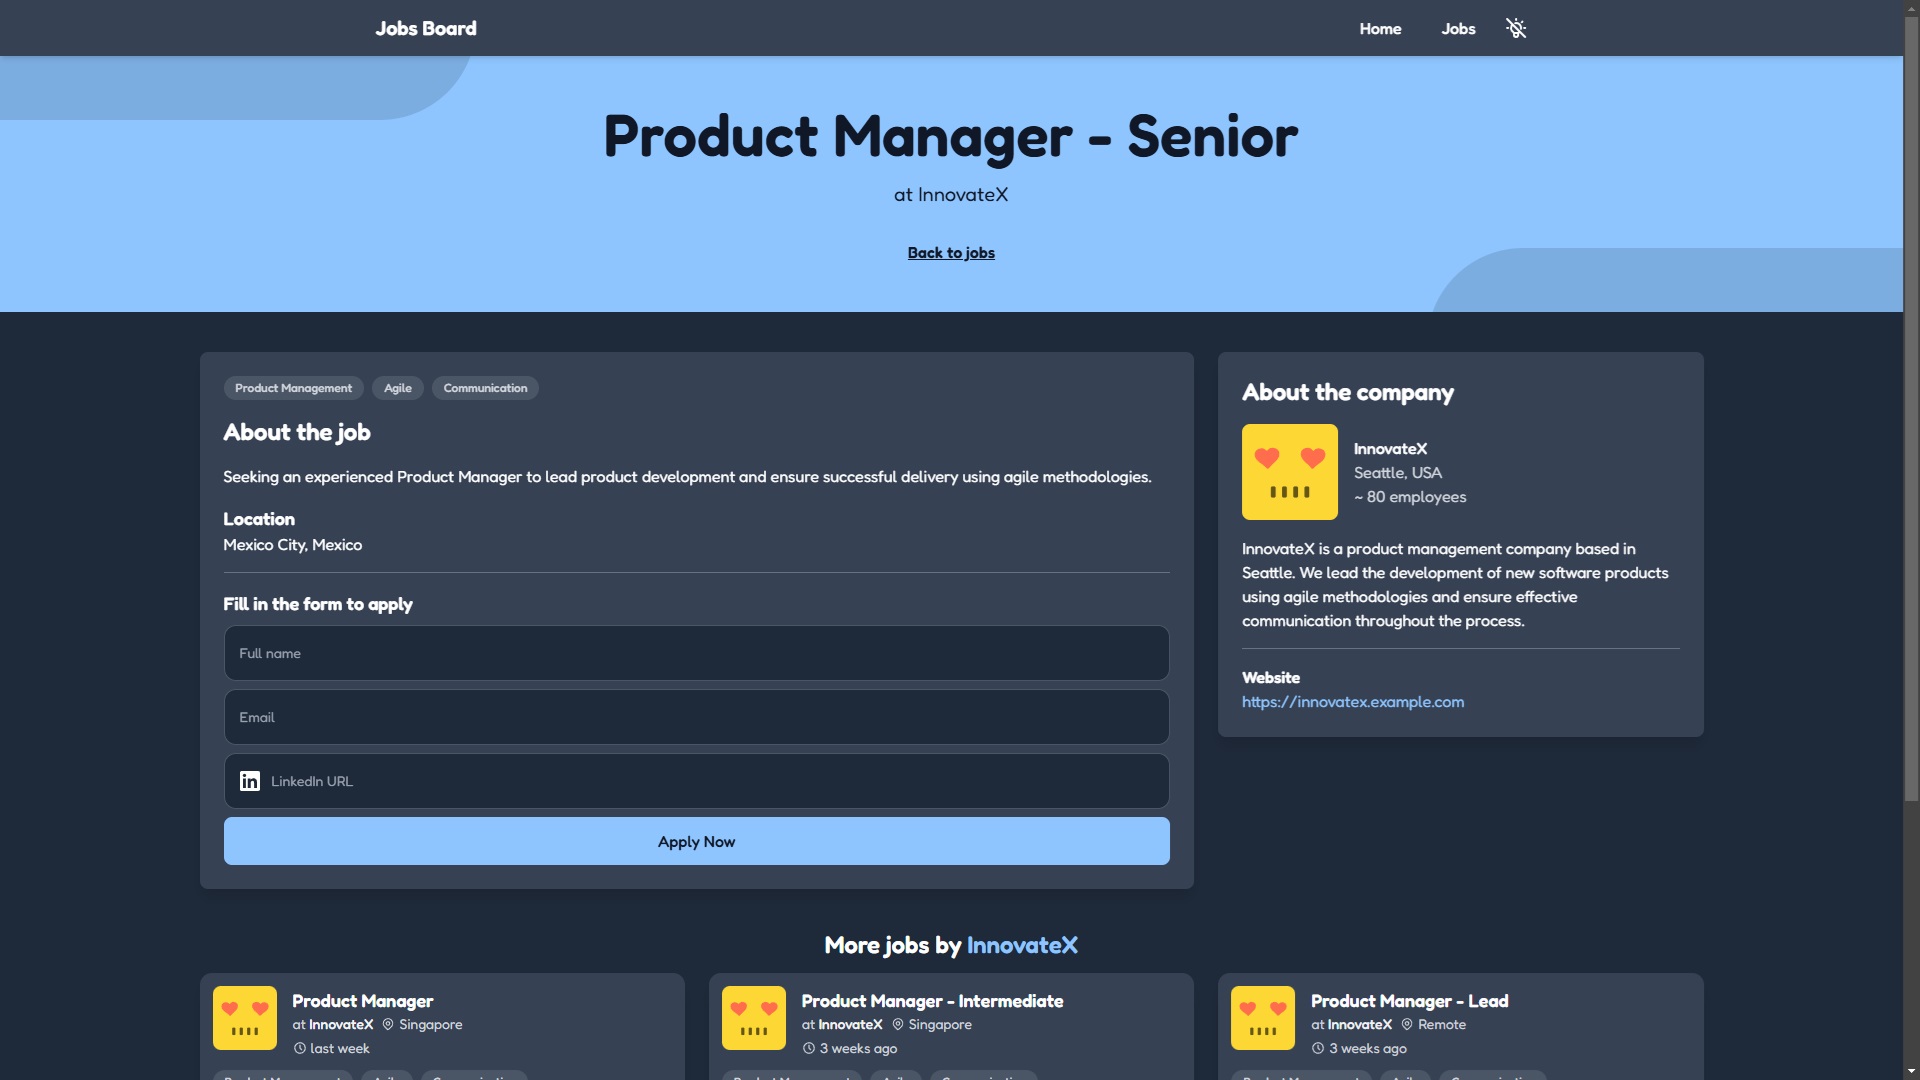 Jobs Board
Home
Jobs
Product Manager - Senior
at InnovateX
Back to jobs
Product Management
Agile
Communication
About the job
Seeking an experienced Product Manager to lead product development and ensure successful delivery using agile methodologies.
Location
Mexico City, Mexico
Fill in the form to apply
Full name
Email
in LinkedIn URL
Apply Now
About the company
InnovateX
Seattle, USA
~ 80 employees
InnovateX is a product management company based in
Seattle. We lead the development of new software products
using agile methodologies and ensure effective
communication throughout the process.
Website
https://innovatex.example.com
More jobs by InnovateX
Product Manager
at InnovateX Singapore
last week
Product Manager - Intermediate
at InnovateX Singapore
3 weeks ago
Product Manager - Lead
at InnovateX Remote
3 weeks ago